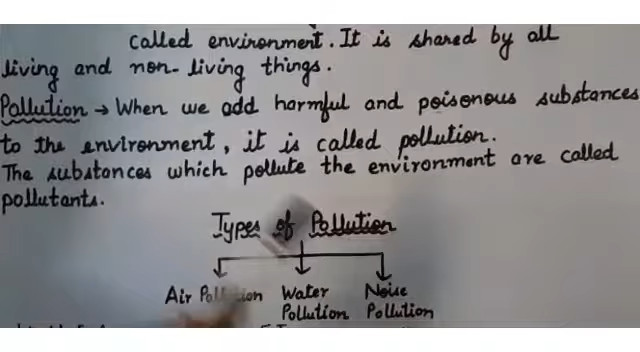 called environment. It is shared by all
living and non-living things.
Pollution → When we add harmful and poisonous substances
to the environment, it is called pollution.
The substances which pollute the environment are called
pollutants.
Types of Pollution
Air Pollution Water Pollution Noise Pollution